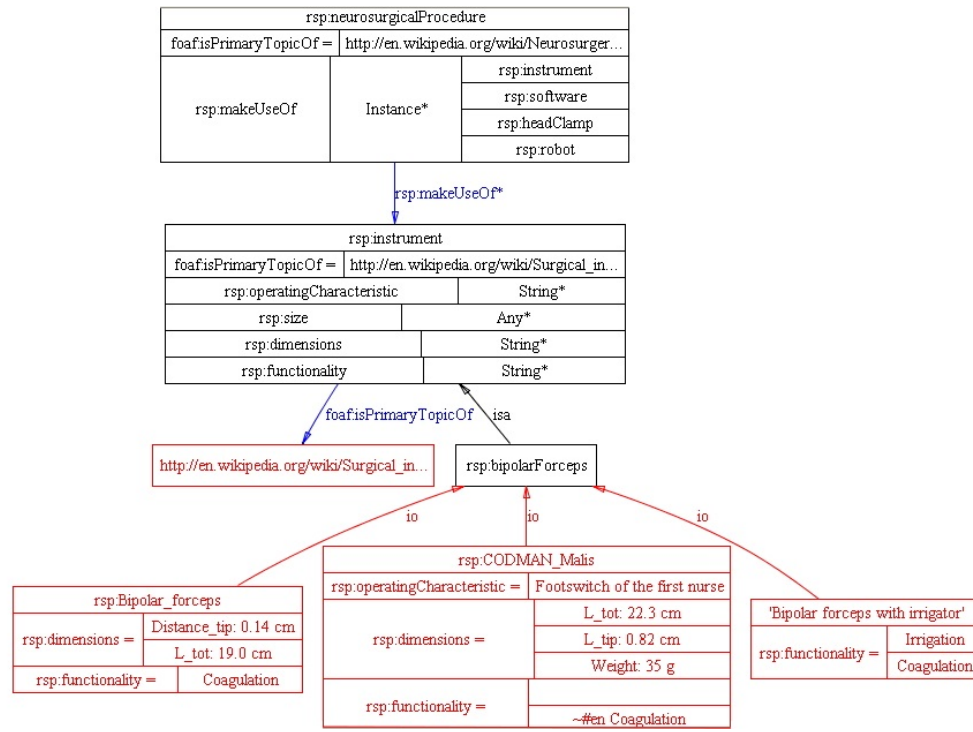 rsp:neurosurgicalProcedure
foaf:isPrimaryTopicOf = http://en.wikipedia.org/wiki/Neurosurger...
rsp:makeUseOf Instance*
rsp:instrument
rsp:software
rsp:headClamp
rsp:robot
rsp:makeUseOf*
rsp:instrument
foaf:isPrimaryTopicOf = http://en.wikipedia.org/wiki/Surgical_in...
rsp:operatingCharacteristic String*
rsp:size Any*
rsp:dimensions String*
rsp:functionality String*
foaf:isPrimaryTopicOf isa
http://en.wikipedia.org/wiki/Surgical_in...
rsp:bipolarForceps
io io io
rsp:Bipolar_forceps
rsp:dimensions =
Distance_tip: 0.14 cm
L_tot: 19.0 cm
rsp:functionality = Coagulation
rsp:CODMAN_Malis
rsp:operatingCharacteristic = Footswitch of the first nurse
rsp:dimensions =
L_tot: 22.3 cm
L_tip: 0.82 cm
Weight: 35 g
rsp:functionality =
~#en Coagulation
'Bipolar forceps with irrigator'
rsp:functionality =
Irrigation
Coagulation